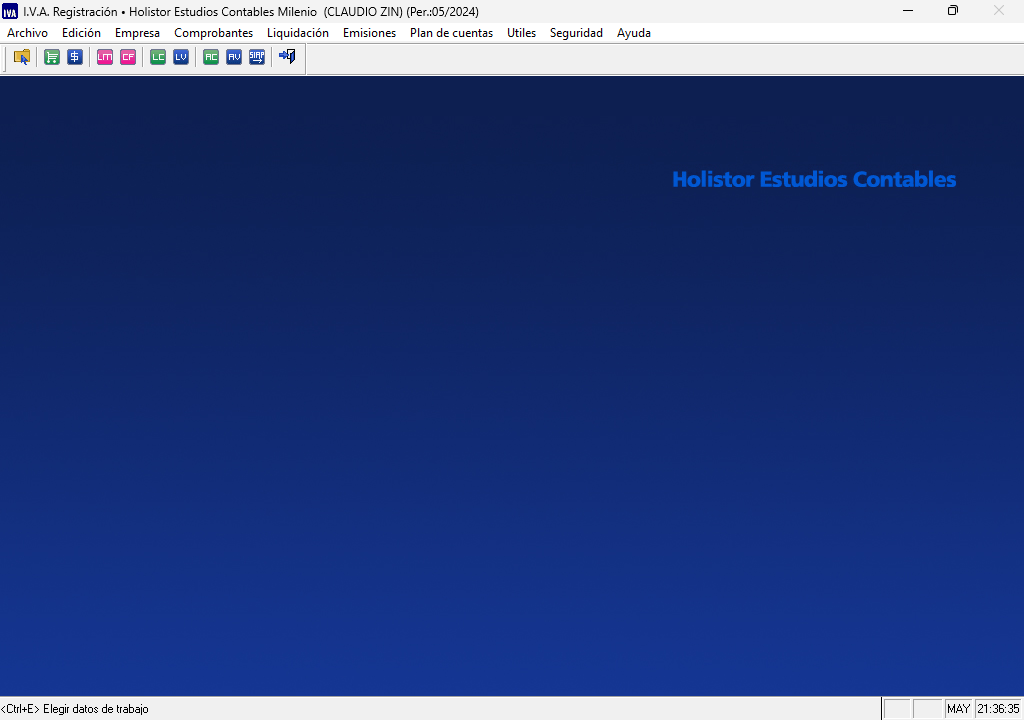 IVA I.V.A. Registración • Holistor Estudios Contables Milenio (CLAUDIO ZIN) (Per.:05/2024)
Archivo Edición Empresa Comprobantes Liquidación Emisiones Plan de cuentas Utiles Seguridad Ayuda
$ LM CF LC LV AC AV SIAP
Holistor Estudios Contables
<Ctrl+E> Elegir datos de trabajo MAY 21:36:35